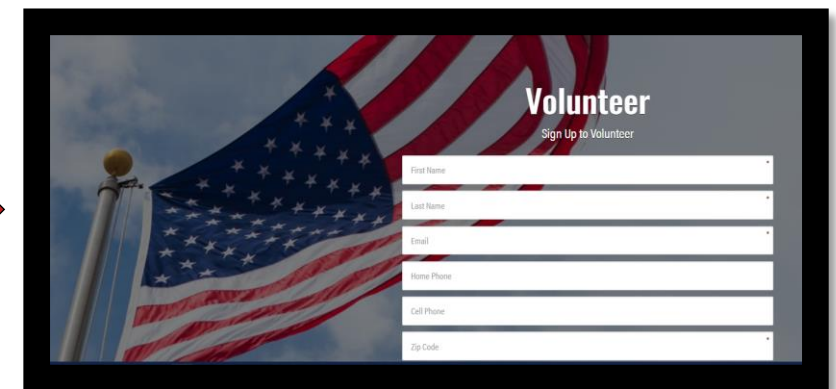 Volunteer
Sign Up to Volunteer
First Name *
Last Name *
Email *
Home Phone
Cell Phone
Zip Code *